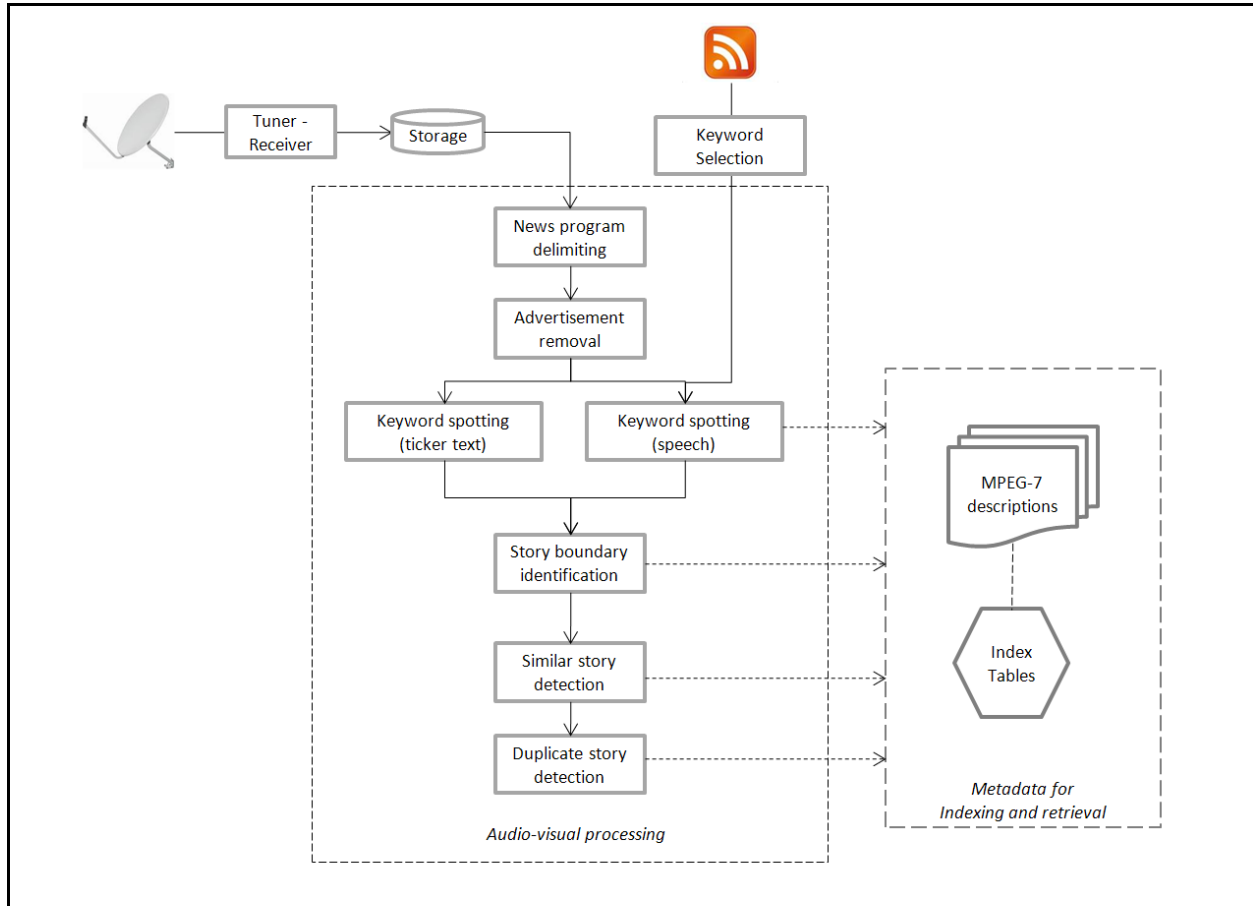 Tuner -
Receiver
Storage
Keyword
Selection
News program
delimiting
Advertisement
removal
Keyword spotting
(ticker text)
Keyword spotting
(speech)
Story boundary
identification
Similar story
detection
Duplicate story
detection
Audio-visual processing
MPEG-7
descriptions
Index
Tables
Metadata for
Indexing and retrieval